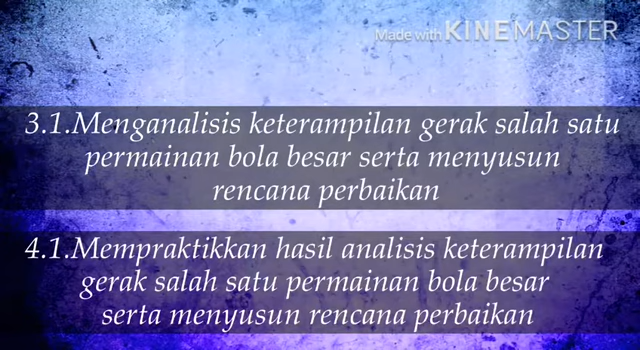 Made with KINEMASTER
3.1.Menganalisis keterampilan gerak salah satu
permainan bola besar serta menyusun
rencana perbaikan
4.1.Mempraktikkan hasil analisis keterampilan
gerak salah satu permainan bola besar
serta menyusun rencana perbaikan